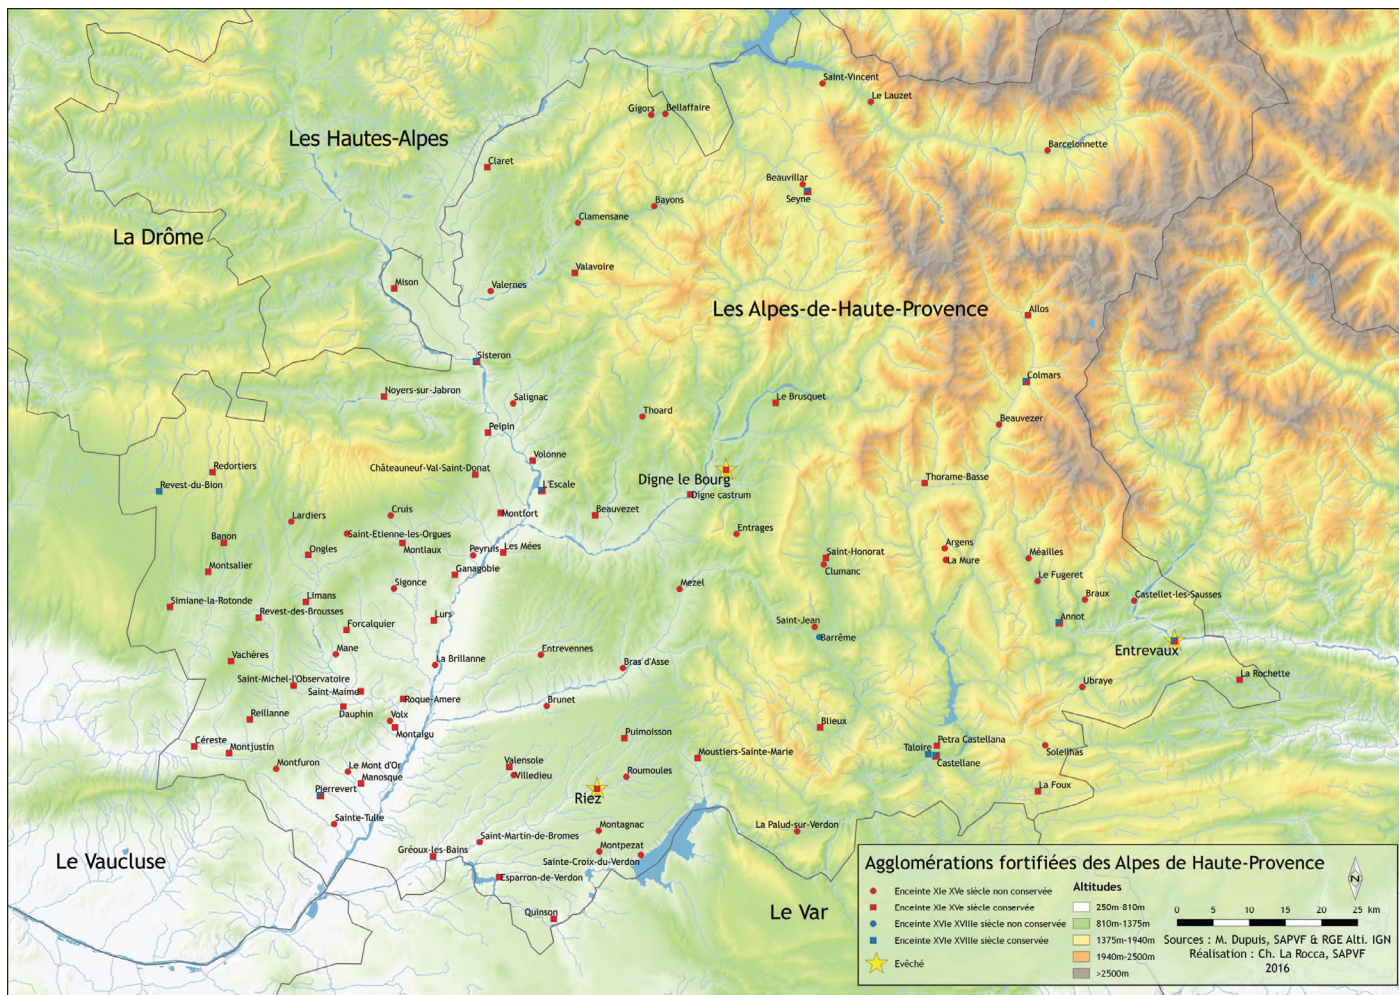 Saint-Vincent
Le Lauzet
Gigors
Bellaffaire
Les Hautes-Alpes
Barcelonnette
Claret
Beauvillar
Seyne
Bayons
Clamensane
La Drôme
Valavoire
Mison
Valernes
Les Alpes-de-Haute-Provence
Allos
Sisteron
Colmars
Noyers-sur-Jabron
Salignac
Le Brusquet
Thoard
Beauvezer
Peipin
Volonne
Redortiers
Châteauneuf-Val-Saint-Donat
Digne le Bourg
Thorame-Basse
Revest-du-Bion
L'Escale
Digne castrum
Lardiers
Cruis
Montfort
Beauvezet
Saint-Etienne-les-Orgues
Entrages
Banon
Ongles
Montlaux
Peyruis
Les Mées
Argens
Saint-Honorat
La Mure
Méailles
Montsalier
Ganagobie
Clumanc
Le Fugeret
Sigonce
Mezel
Simiane-la-Rotonde
Limans
Braux
Castellet-les-Sausses
Revest-des-Brousses
Lurs
Forcalquier
Saint-Jean
Annot
Barrême
Entrevaux
Mane
Vachères
La Brillanne
Entrevennes
Bras d'Asse
Saint-Michel-l'Observatoire
Saint-Maime
La Rochette
Ubraye
Roque-Amere
Dauphin
Brunet
Reillanne
Volx
Montaigu
Blieux
Puimoisson
Céreste
Montjustin
Petra Castellana
Taloire
Castellane
Soleilhas
Moustiers-Sainte-Marie
Montfuron
Le Mont d'Or
Manosque
Valensole
Villedieu
Roumoules
Pierrevert
Riez
La Foux
Sainte-Tulle
Montagnac
La Palud-sur-Verdon
Saint-Martin-de-Bromes
Gréoux-les-Bains
Montpezat
Sainte-Croix-du-Verdon
Le Vaucluse
Esparron-de-Verdon
Quinson
Le Var
Agglomérations fortifiées des Alpes de Haute-Provence
Enceinte XIe XVe siècle non conservée
Enceinte XIe XVe siècle conservée
Enceinte XVIe XVIIIe siècle non conservée
Enceinte XVIe XVIIIe siècle conservée
Evêché
Altitudes
250m-810m
810m-1375m
1375m-1940m
1940m-2500m
>2500m
N
0 5 10 15 20 25 km
Sources : M. Dupuis, SAPVF & RGE Alti. IGN
Réalisation : Ch. La Rocca, SAPVF
2016